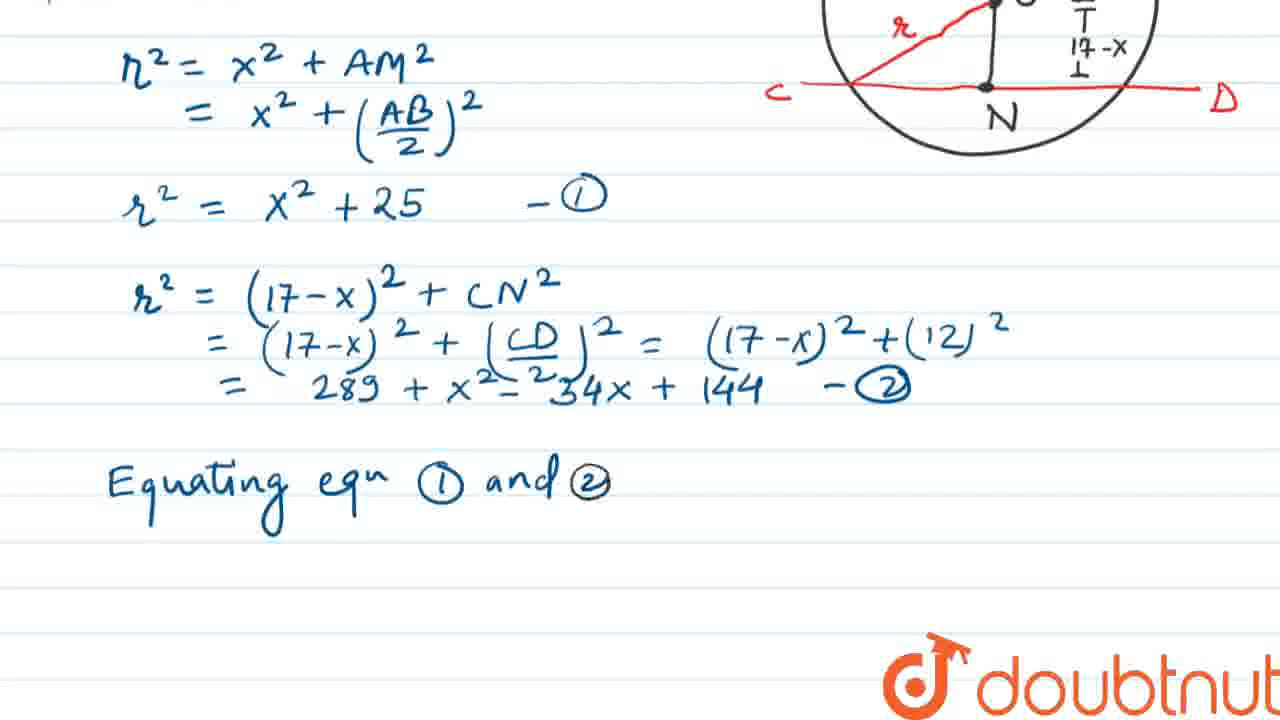 r
T
17-x
⊥
C
D
N
r² = x² + AM²
= x² + (AB/2)²
r² = x² + 25 - ①
r² = (17-x)² + CN²
= (17-x)² + (CD/2)² = (17-x)² + (12)²
= 289 + x² - 34x + 144 - ②
Equating eqn ① and ②
doubtnut